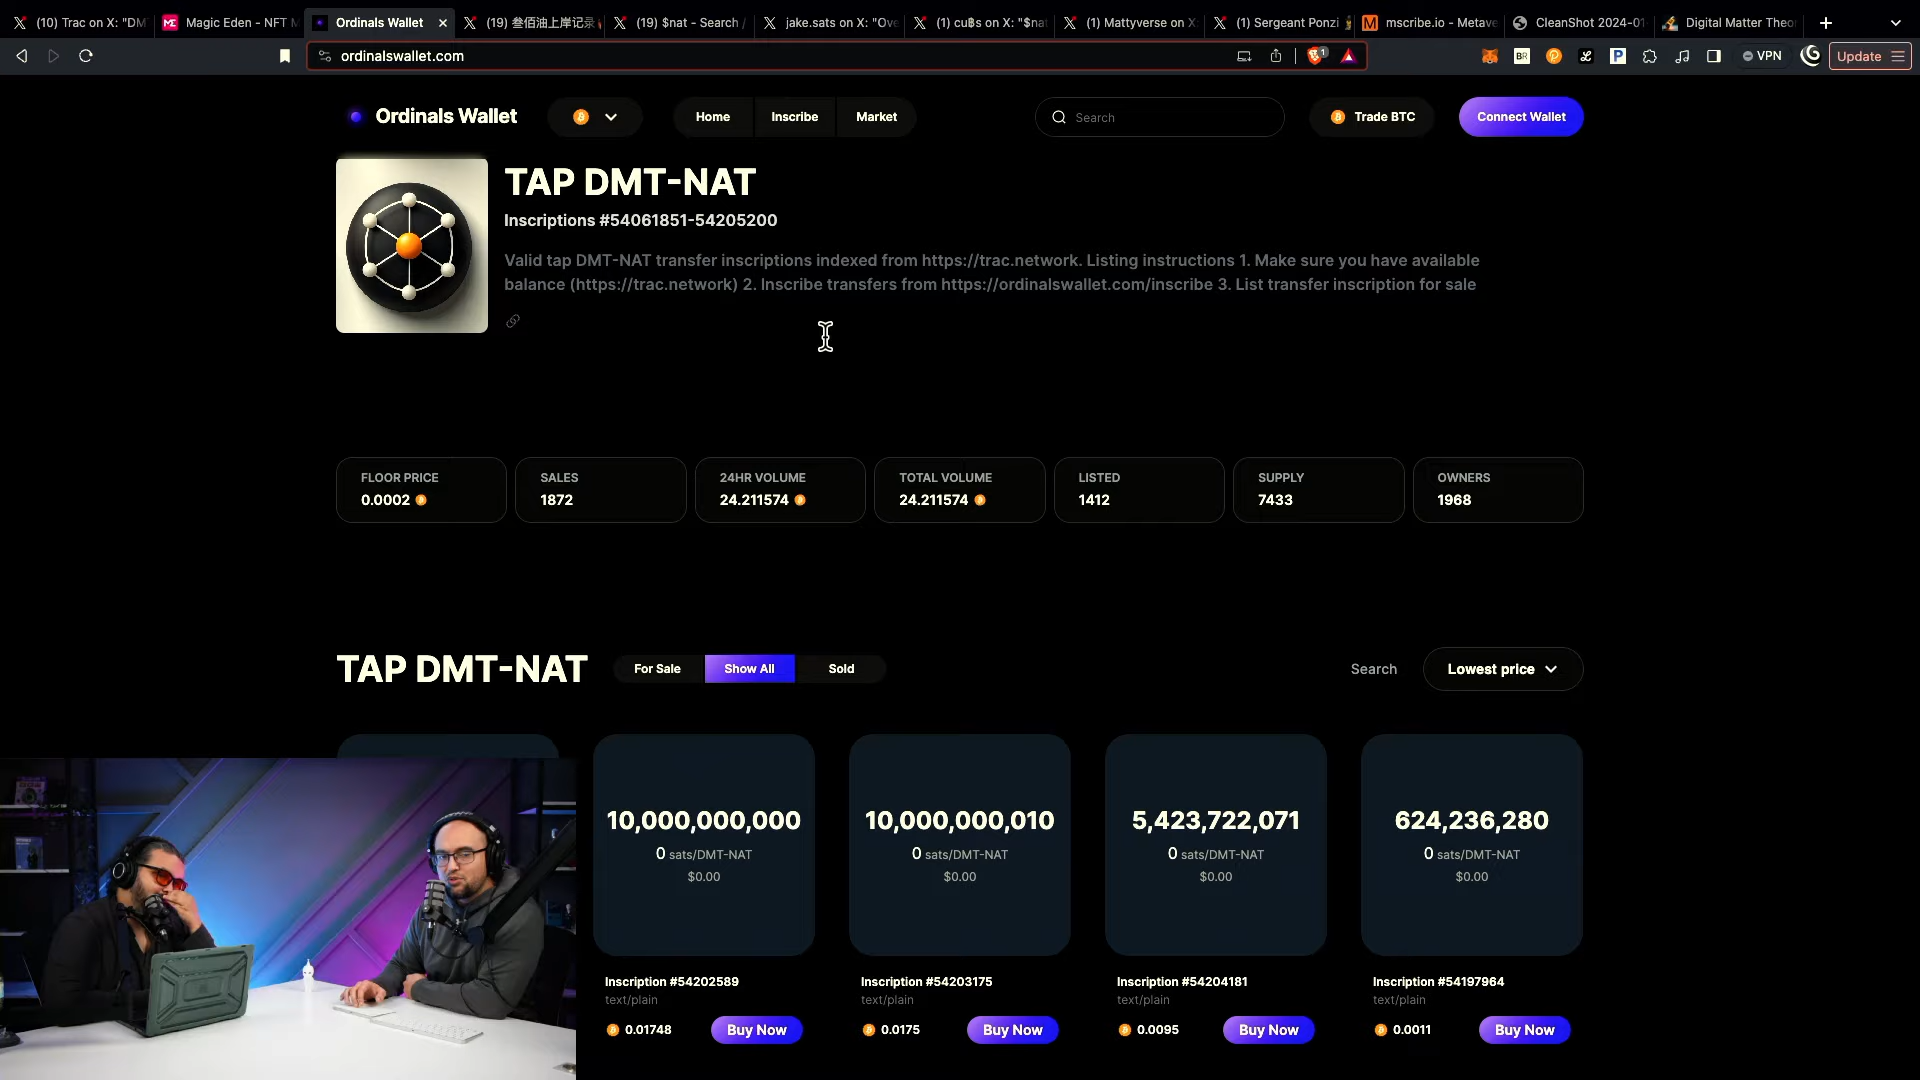 (10) Trac on X: "DM
Magic Eden - NFT M
Ordinals Wallet
(19) 叁佰油上岸记录
(19) $nat - Search /
jake.sats on X: "Ove
(1) cu฿s on X: "$nat
(1) Mattyverse on X:
(1) Sergeant Ponzi
mscribe.io - Metave
CleanShot 2024-01
Digital Matter Theor
ordinalswallet.com
1
VPN
Update
Ordinals Wallet
Home
Inscribe
Market
Search
Trade BTC
Connect Wallet
TAP DMT-NAT
Inscriptions #54061851-54205200
Valid tap DMT-NAT transfer inscriptions indexed from https://trac.network. Listing instructions 1. Make sure you have available
balance (https://trac.network) 2. Inscribe transfers from https://ordinalswallet.com/inscribe 3. List transfer inscription for sale
FLOOR PRICE
0.0002
SALES
1872
24HR VOLUME
24.211574
TOTAL VOLUME
24.211574
LISTED
1412
SUPPLY
7433
OWNERS
1968
TAP DMT-NAT
For Sale
Show All
Sold
Search
Lowest price
10,000,000,000
0 sats/DMT-NAT
$0.00
Inscription #54202589
text/plain
0.01748
Buy Now
10,000,000,010
0 sats/DMT-NAT
$0.00
Inscription #54203175
text/plain
0.0175
Buy Now
5,423,722,071
0 sats/DMT-NAT
$0.00
Inscription #54204181
text/plain
0.0095
Buy Now
624,236,280
0 sats/DMT-NAT
$0.00
Inscription #54197964
text/plain
0.0011
Buy Now